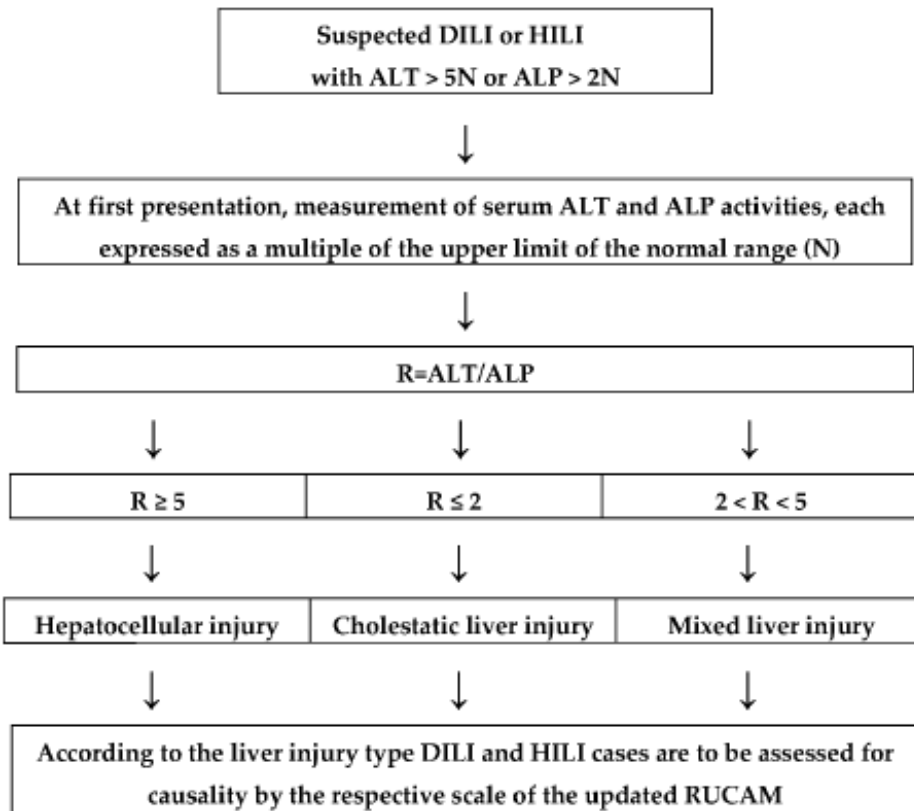 Suspected DILI or HILI
with ALT > 5N or ALP > 2N
↓
At first presentation, measurement of serum ALT and ALP activities, each
expressed as a multiple of the upper limit of the normal range (N)
↓
R=ALT/ALP
↓ ↓ ↓
R ≥ 5 R ≤ 2 2 < R < 5
↓ ↓ ↓
Hepatocellular injury Cholestatic liver injury Mixed liver injury
↓ ↓ ↓
According to the liver injury type DILI and HILI cases are to be assessed for
causality by the respective scale of the updated RUCAM